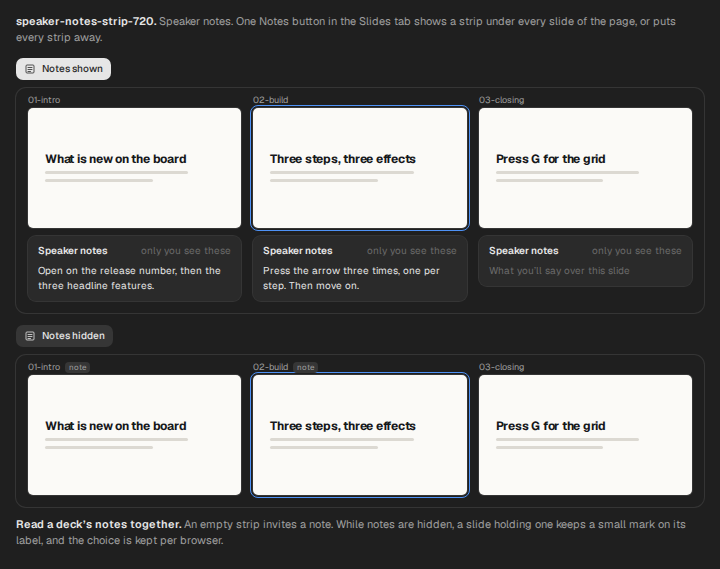 speaker-notes-strip-720. Speaker notes. One Notes button in the Slides tab shows a strip under every slide of the page, or puts
every strip away.
Notes shown
01-intro
02-build
03-closing
What is new on the board
Three steps, three effects
Press G for the grid
Speaker notes only you see these
Open on the release number, then the
three headline features.
Speaker notes only you see these
Press the arrow three times, one per
step. Then move on.
Speaker notes only you see these
What you'll say over this slide
Notes hidden
01-intro note
02-build note
03-closing
What is new on the board
Three steps, three effects
Press G for the grid
Read a deck's notes together. An empty strip invites a note. While notes are hidden, a slide holding one keeps a small mark on its
label, and the choice is kept per browser.